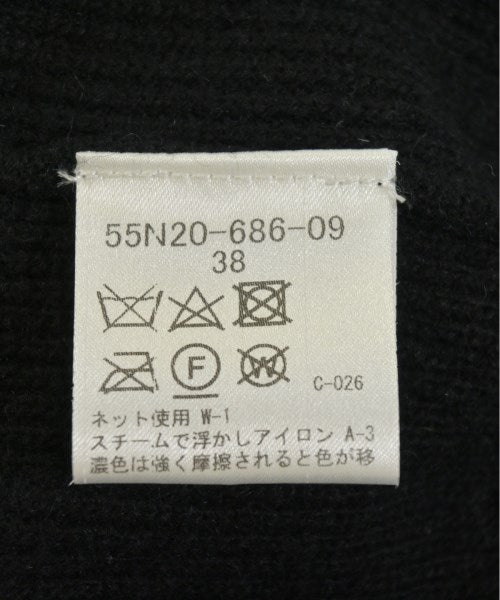 55N20-686-09
38
F W C-026
ネット使用 W-1
スチームで浮かしアイロン A-3
濃色は強く摩擦されると色が移